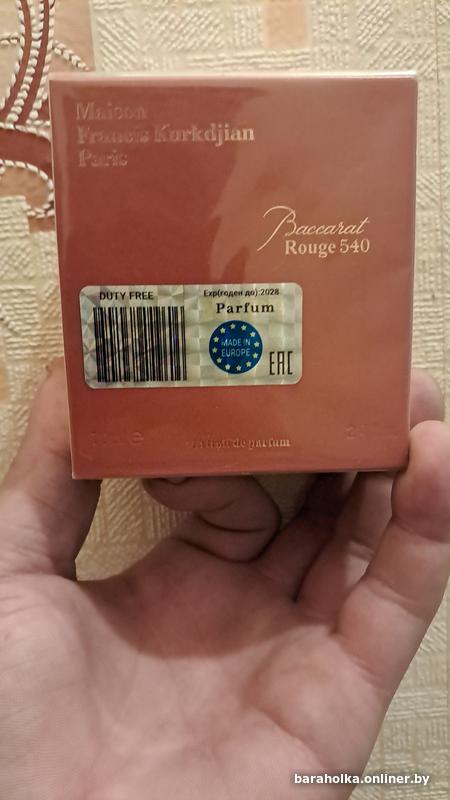 Maison
Francis Kurkdjian
Paris
Baccarat
Rouge 540
DUTY FREE
Exp(годен до):2028
Parfum
MADE IN
EUROPE
EAC
Extrait de parfum
baraholka.onliner.by